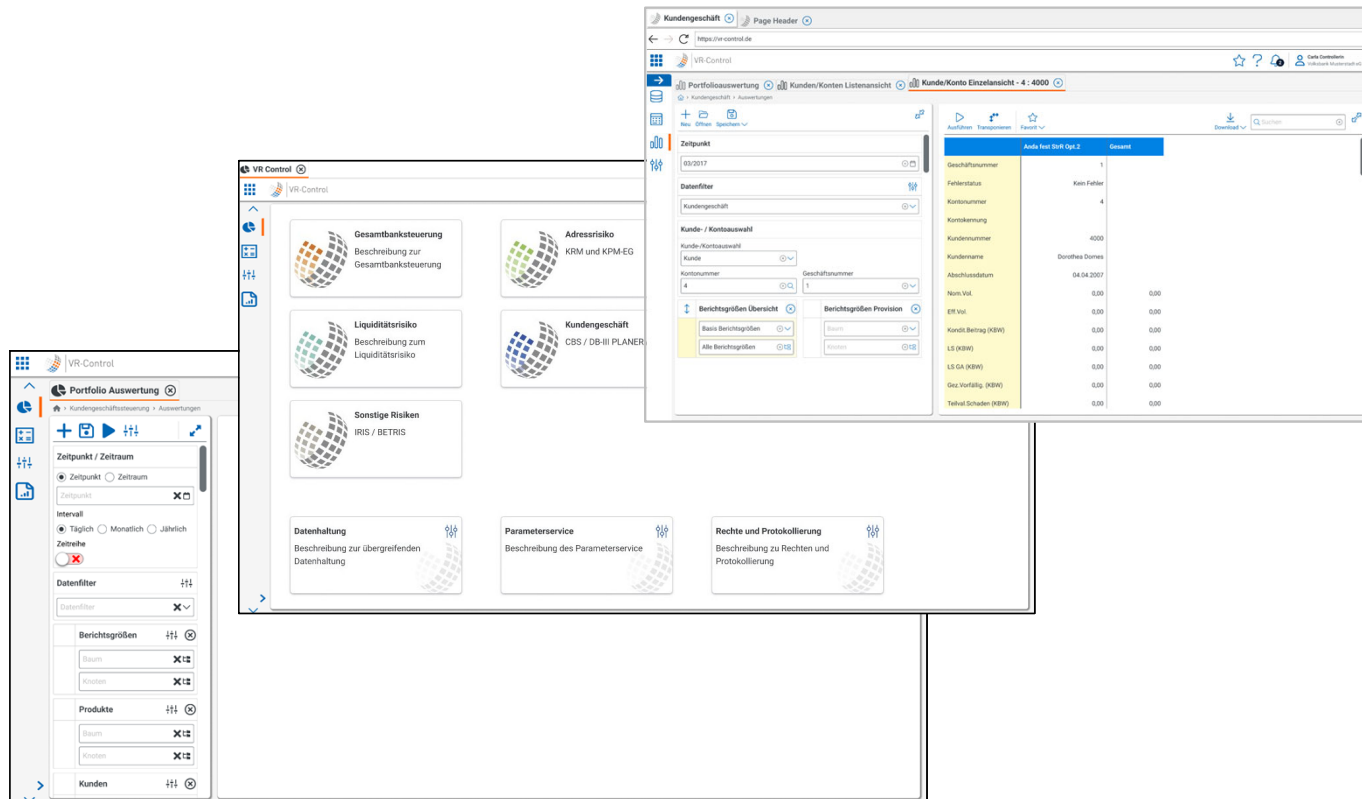 Kundengeschäft
Page Header
https://vr-control.de
VR-Control
Carla Controllerin
Volksbank Musterstadt eG
Portfolioauswertung
Kunden/Konten Listenansicht
Kunde/Konto Einzelansicht - 4 : 4000
Kundengeschäft › Auswertungen
Neu Öffnen Speichern
Ausführen Transponieren Favorit
Download
Suchen
Zeitpunkt
03/2017
Datenfilter
Kundengeschäft
Kunde- / Kontoauswahl
Kunde-/Kontoauswahl
Kunde
Kontonummer Geschäftsnummer
4 1
Berichtsgrößen Übersicht
Berichtsgrößen Provision
Basis Berichtsgrößen
Baum
Alle Berichtsgrößen
Knoten
Anda fest StrR Opt.2 Gesamt
Geschäftsnummer 1
Fehlerstatus Kein Fehler
Kontonummer 4
Kontokennung
Kundennummer 4000
Kundenname Dorothea Domes
Abschlussdatum 04.04.2007
Nom.Vol. 0,00 0,00
Eff.Vol. 0,00 0,00
Kondit.Beitrag (KBW) 0,00 0,00
LS (KBW) 0,00 0,00
LS GA (KBW) 0,00 0,00
Gez.Vorfällig. (KBW) 0,00 0,00
Teilval.Schaden (KBW) 0,00 0,00
VR Control
VR-Control
Gesamtbanksteuerung
Beschreibung zur
Gesamtbanksteuerung
Adressrisiko
KRM und KPM-EG
Liquiditätsrisiko
Beschreibung zum
Liquiditätsrisiko
Kundengeschäft
CBS / DB-III PLANER
Sonstige Risiken
IRIS / BETRIS
Datenhaltung
Beschreibung zur übergreifenden
Datenhaltung
Parameterservice
Beschreibung des Parameterservice
Rechte und Protokollierung
Beschreibung zu Rechten und
Protokollierung
VR-Control
Portfolio Auswertung
Kundengeschäftssteuerung › Auswertungen
Zeitpunkt / Zeitraum
Zeitpunkt Zeitraum
Zeitpunkt
Intervall
Täglich Monatlich Jährlich
Zeitreihe
Datenfilter
Datenfilter
Berichtsgrößen
Baum
Knoten
Produkte
Baum
Knoten
Kunden